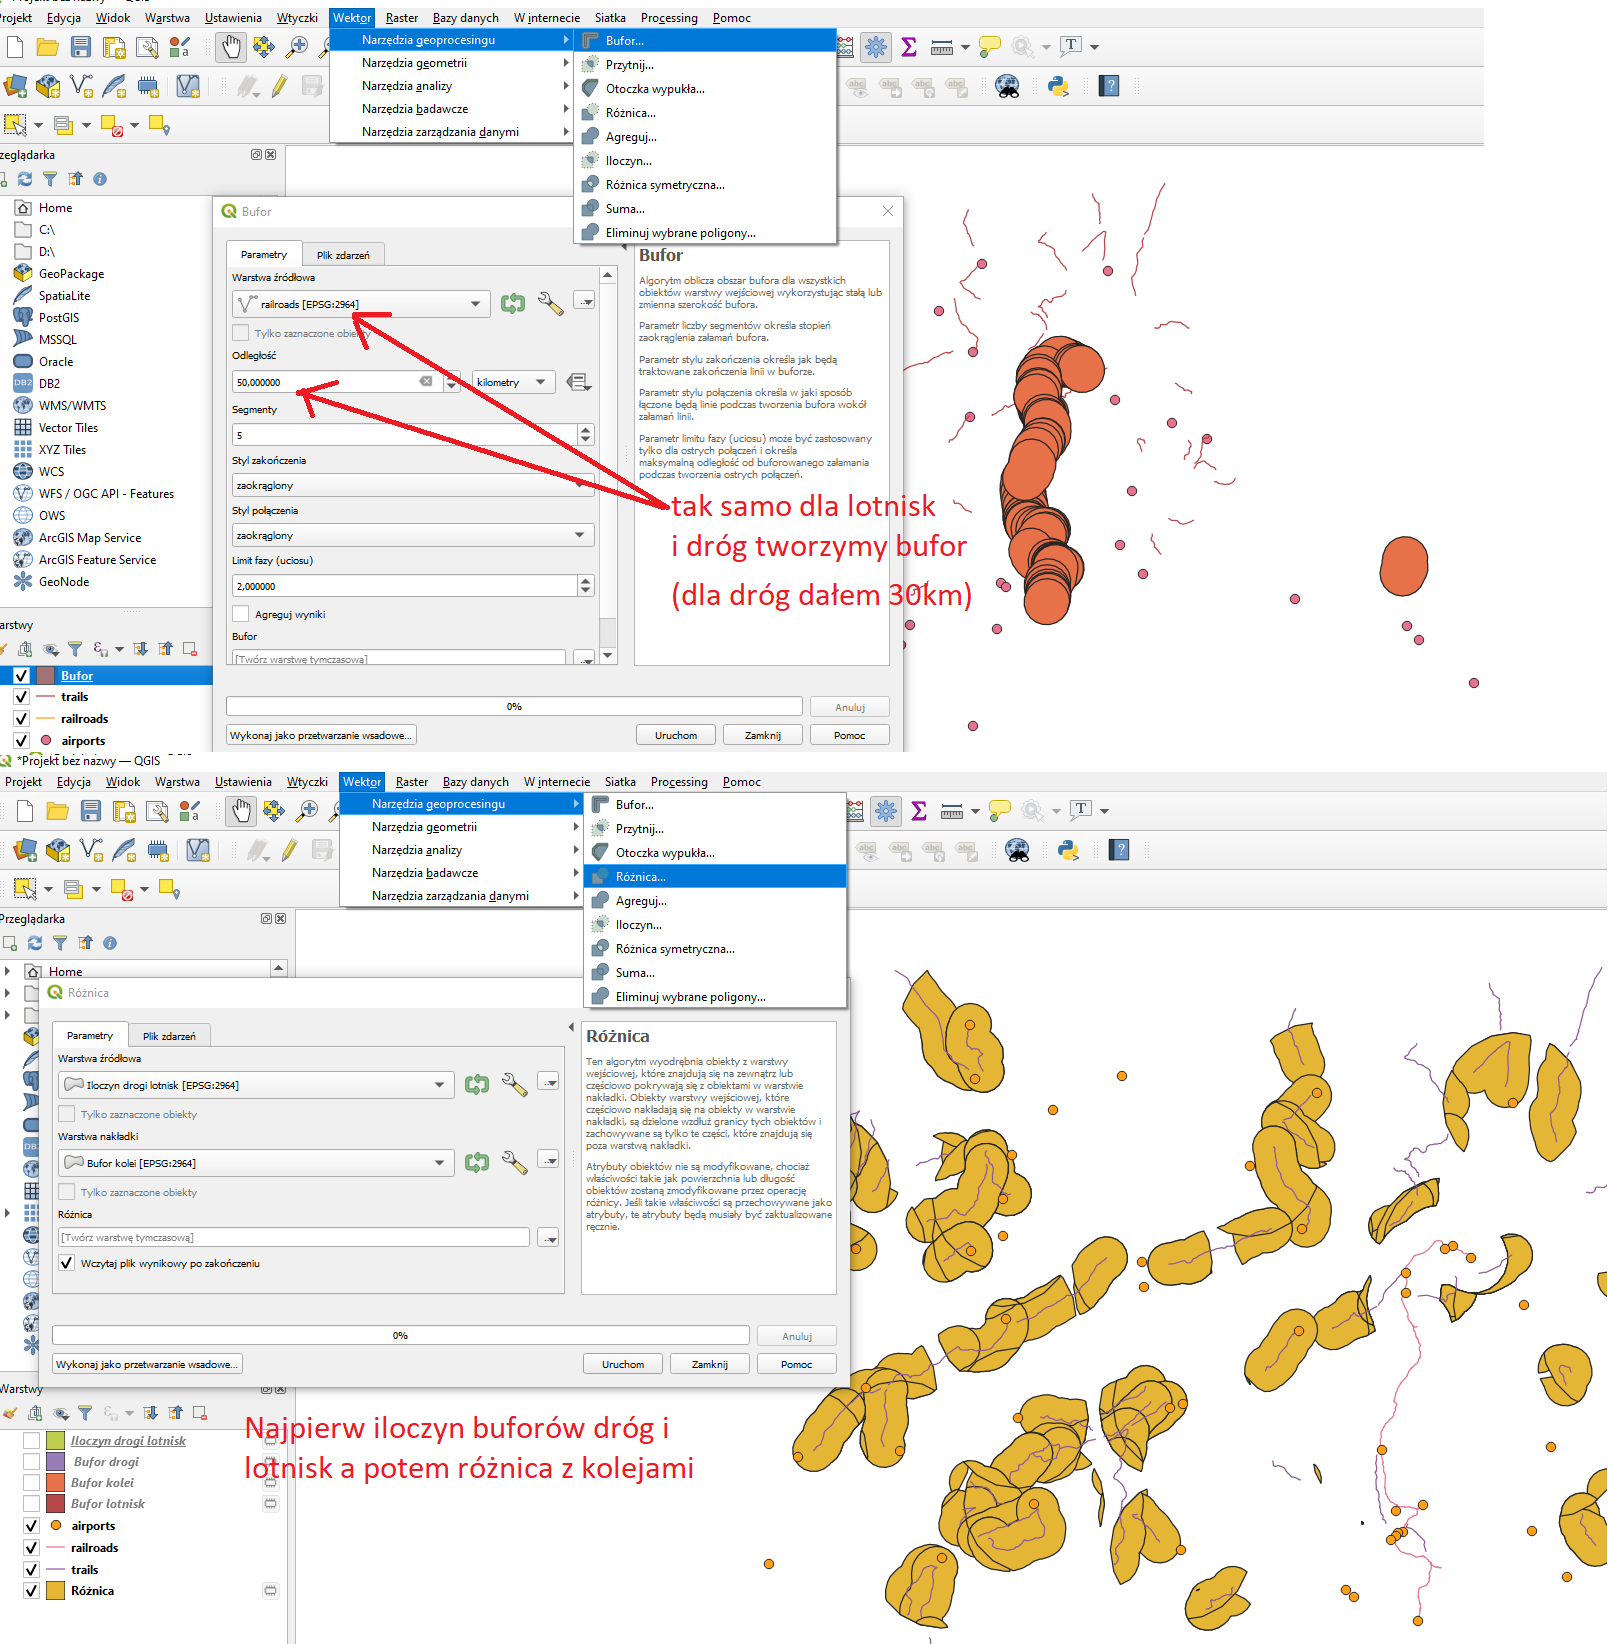 Projekt bez nazwy — QGIS
rojekt Edycja Widok Warstwa Ustawienia Wtyczki Wektor Raster Bazy danych W internecie Siatka Processing Pomoc
Narzędzia geoprocesingu
Narzędzia geometrii
Narzędzia analizy
Narzędzia badawcze
Narzędzia zarządzania danymi
Bufor...
Przytnij...
Otoczka wypukła...
Różnica...
Agreguj...
Iloczyn...
Różnica symetryczna...
Suma...
Eliminuj wybrane poligony...
zeglądarka
Home
C:\
D:\
GeoPackage
SpatiaLite
PostGIS
MSSQL
Oracle
DB2
WMS/WMTS
Vector Tiles
XYZ Tiles
WCS
WFS / OGC API - Features
OWS
ArcGIS Map Service
ArcGIS Feature Service
GeoNode
arstwy
Bufor
trails
railroads
airports
Bufor
Parametry Plik zdarzeń
Warstwa źródłowa
railroads [EPSG:2964]
Tylko zaznaczone obiekty
Odległość
50,000000 kilometry
Segmenty
5
Styl zakończenia
zaokrąglony
Styl połączenia
zaokrąglony
Limit fazy (uciosu)
2,000000
Agreguj wyniki
Bufor
[Twórz warstwę tymczasową]
0% Anuluj
Wykonaj jako przetwarzanie wsadowe... Uruchom Zamknij Pomoc
Bufor
Algorytm oblicza obszar bufora dla wszystkich
obiektów warstwy wejściowej wykorzystując stałą lub
zmienna szerokość bufora.
Parametr liczby segmentów określa stopień
zaokrąglenia załamań bufora.
Parametr stylu zakończenia określa jak będą
traktowane zakończenia linii w buforze.
Parametr stylu połączenia określa w jaki sposób
łączone będą linie podczas tworzenia bufora wokół
załamań linii.
Parametr limitu fazy (uciosu) może być zastosowany
tylko dla ostrych połączeń i określa
maksymalną odległość od buforowanego załamania
podczas tworzenia ostrych połączeń.
tak samo dla lotnisk
i dróg tworzymy bufor
(dla dróg dałem 30km)
*Projekt bez nazwy — QGIS
Projekt Edycja Widok Warstwa Ustawienia Wtyczki Wektor Raster Bazy danych W internecie Siatka Processing Pomoc
Narzędzia geoprocesingu
Narzędzia geometrii
Narzędzia analizy
Narzędzia badawcze
Narzędzia zarządzania danymi
Bufor...
Przytnij...
Otoczka wypukła...
Różnica...
Agreguj...
Iloczyn...
Różnica symetryczna...
Suma...
Eliminuj wybrane poligony...
Przeglądarka
Home
Różnica
Parametry Plik zdarzeń
Warstwa źródłowa
Iloczyn drogi lotnisk [EPSG:2964]
Tylko zaznaczone obiekty
Warstwa nakładki
Bufor kolei [EPSG:2964]
Tylko zaznaczone obiekty
Różnica
[Twórz warstwę tymczasową]
Wczytaj plik wynikowy po zakończeniu
0% Anuluj
Wykonaj jako przetwarzanie wsadowe... Uruchom Zamknij Pomoc
Różnica
Ten algorytm wyodrębnia obiekty z warstwy
wejściowej, które znajdują się na zewnątrz lub
częściowo pokrywają się z obiektami w warstwie
nakładki. Obiekty warstwy wejściowej, które
częściowo nakładają się na obiekty w warstwie
nakładki, są dzielone wzdłuż granicy tych obiektów i
zachowywane są tylko te części, które znajdują się
poza warstwą nakładki.
Atrybuty obiektów nie są modyfikowane, chociaż
właściwości takie jak powierzchnia lub długość
obiektów zostaną zmodyfikowane przez operację
różnicy. Jeśli takie właściwości są przechowywane jako
atrybuty, te atrybuty będą musiały być zaktualizowane
ręcznie.
Warstwy
Iloczyn drogi lotnisk
Bufor drogi
Bufor kolei
Bufor lotnisk
airports
railroads
trails
Różnica
Najpierw iloczyn buforów dróg i
lotnisk a potem różnica z kolejami